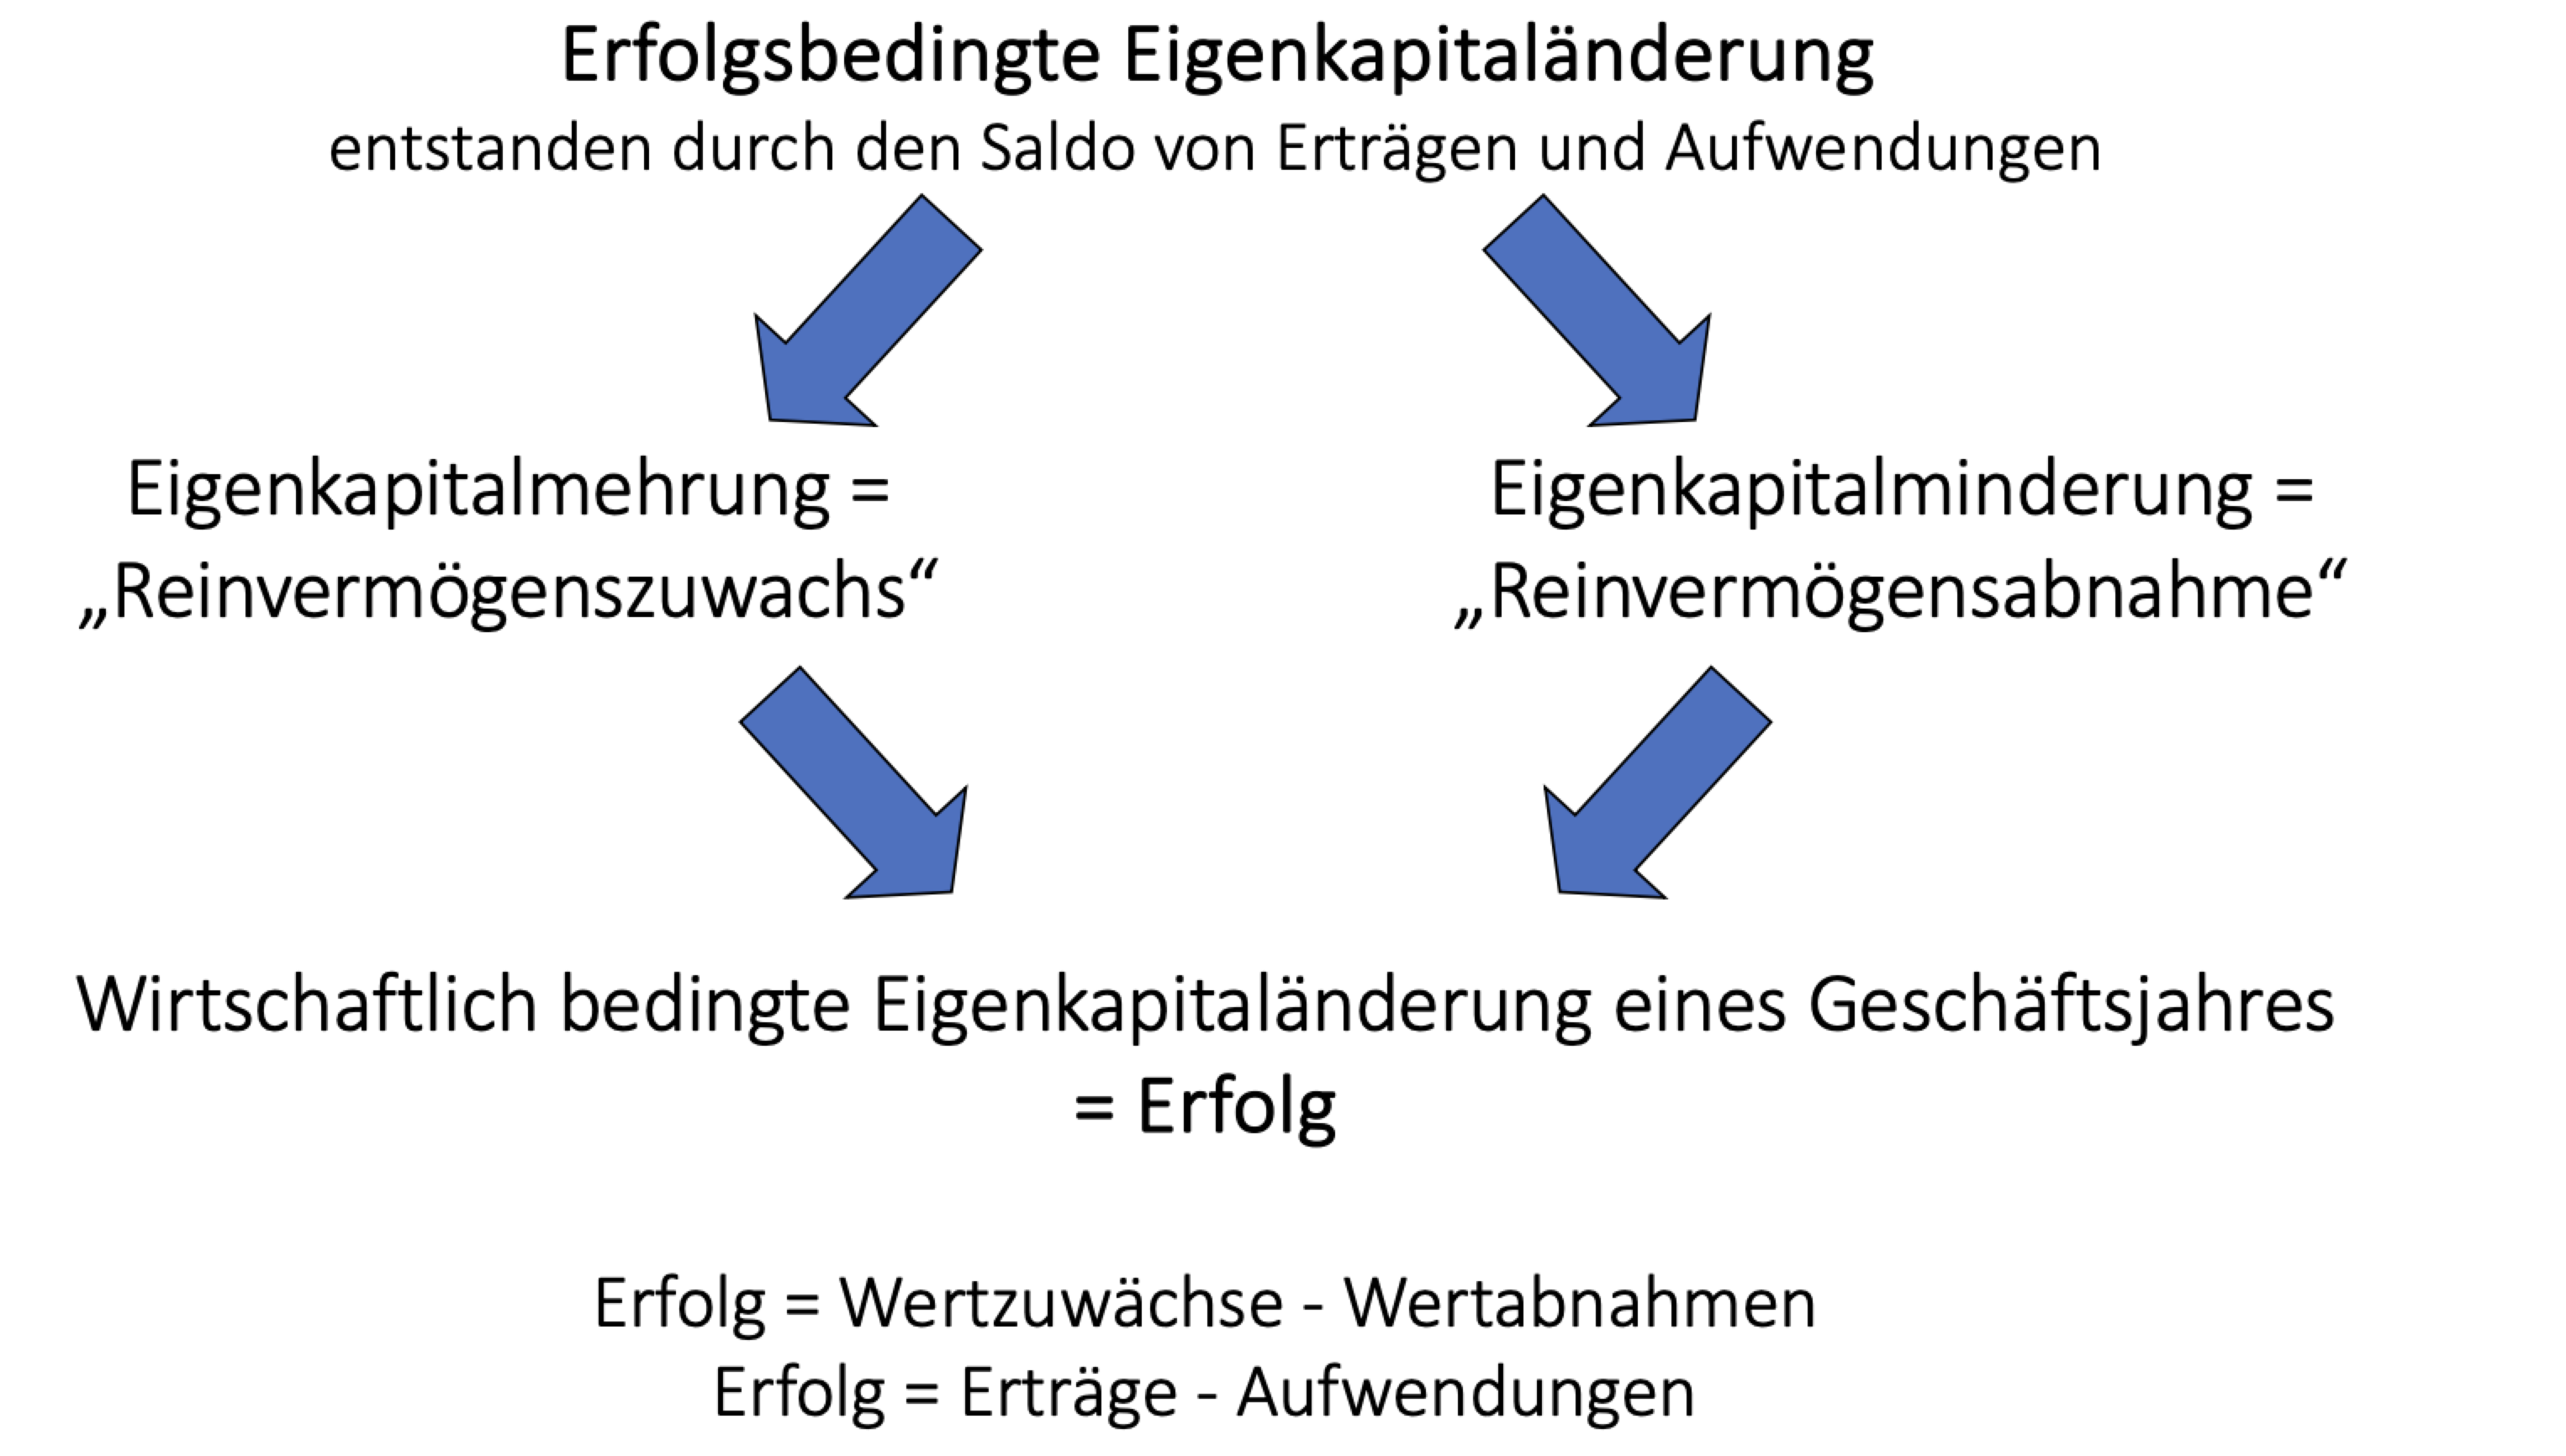 Erfolgsbedingte Eigenkapitaländerung
entstanden durch den Saldo von Erträgen und Aufwendungen
Eigenkapitalmehrung =
„Reinvermögenszuwachs“
Eigenkapitalminderung =
„Reinvermögensabnahme“
Wirtschaftlich bedingte Eigenkapitaländerung eines Geschäftsjahres
= Erfolg
Erfolg = Wertzuwächse - Wertabnahmen
Erfolg = Erträge - Aufwendungen